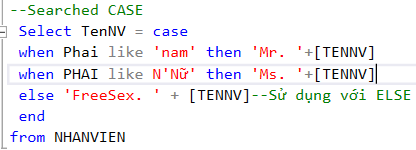 --Searched CASE
Select TenNV = case
when Phai like 'nam' then 'Mr. '+[TENNV]
when PHAI like N'Nữ' then 'Ms. '+[TENNV]
else 'FreeSex. ' + [TENNV]--Sử dụng với ELSE
end
from NHANVIEN